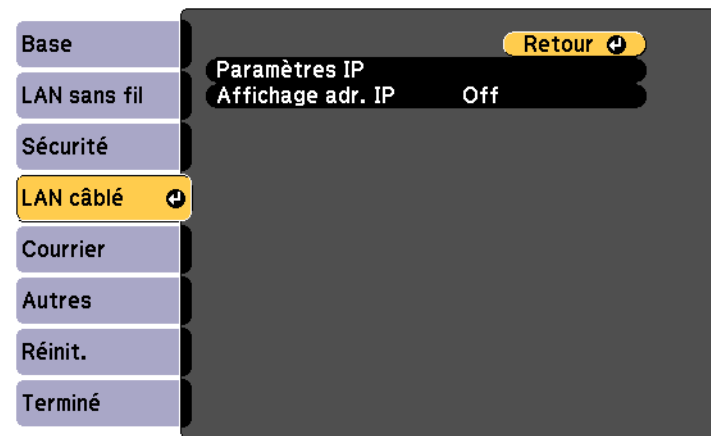 Base
LAN sans fil
Sécurité
LAN câblé
Courrier
Autres
Réinit.
Terminé
Retour
Paramètres IP
Affichage adr. IP Off